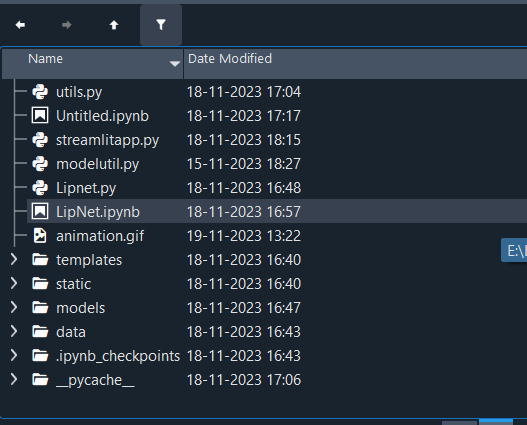 Name Date Modified
utils.py 18-11-2023 17:04
Untitled.ipynb 18-11-2023 17:17
streamlitapp.py 18-11-2023 18:15
modelutil.py 15-11-2023 18:27
Lipnet.py 18-11-2023 16:48
LipNet.ipynb 18-11-2023 16:57
animation.gif 19-11-2023 13:22
templates 18-11-2023 16:40
E:\
static 18-11-2023 16:40
models 18-11-2023 16:47
data 18-11-2023 16:43
.ipynb_checkpoints 18-11-2023 16:43
__pycache__ 18-11-2023 17:06